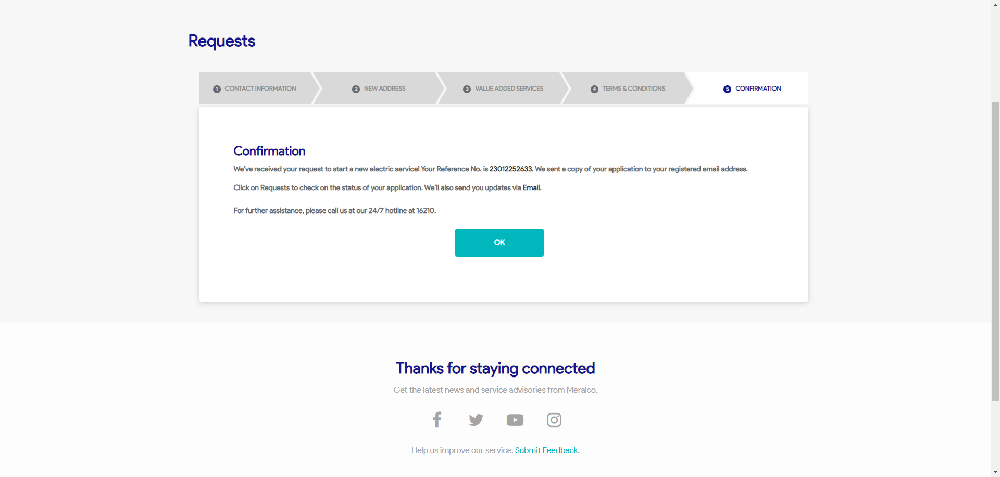 Requests
1 CONTACT INFORMATION
2 NEW ADDRESS
3 VALUE ADDED SERVICES
4 TERMS & CONDITIONS
5 CONFIRMATION
Confirmation
We've received your request to start a new electric service! Your Reference No. is 23012252633. We sent a copy of your application to your registered email address.
Click on Requests to check on the status of your application. We'll also send you updates via Email.
For further assistance, please call us at our 24/7 hotline at 16210.
OK
Thanks for staying connected
Get the latest news and service advisories from Meralco.
Help us improve our service. Submit Feedback.